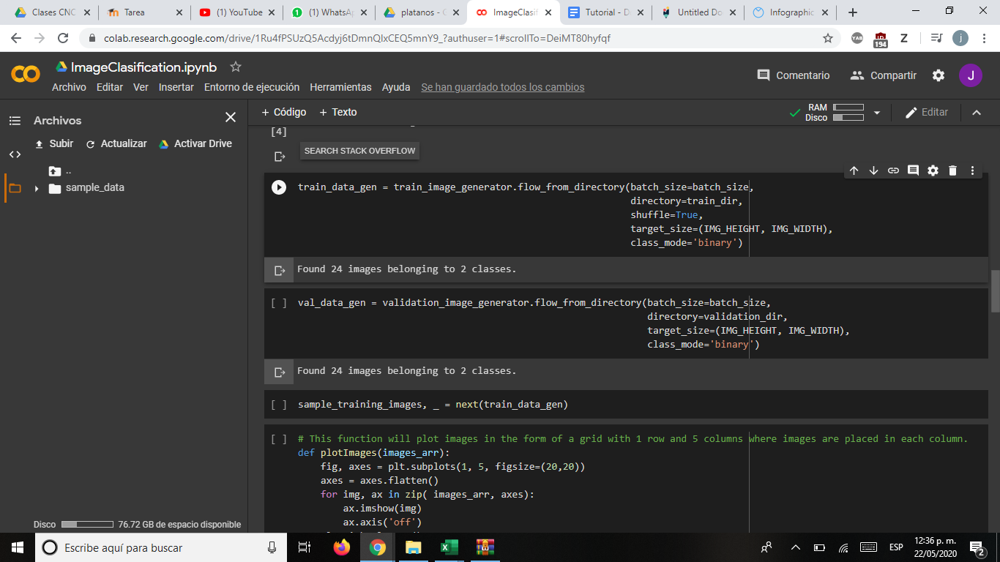 Clases CNC
Tarea
(1) YouTube
(1) WhatsA
platanos - G
ImageClasif
Tutorial - D
Untitled Do
Infographic
colab.research.google.com/drive/1Ru4fPSUzQ5Acdyj6tDmnQlxCEQ5mnY9_?authuser=1#scrollTo=DeiMT80hyfqf
YAB
194
Z
j
ImageClasification.ipynb
Archivo Editar Ver Insertar Entorno de ejecución Herramientas Ayuda Se han guardado todos los cambios
Comentario
Compartir
J
Archivos
+ Código + Texto
RAM
Disco
Editar
Subir Actualizar Activar Drive
..
sample_data
[4]
SEARCH STACK OVERFLOW
train_data_gen = train_image_generator.flow_from_directory(batch_size=batch_size,
directory=train_dir,
shuffle=True,
target_size=(IMG_HEIGHT, IMG_WIDTH),
class_mode='binary')
Found 24 images belonging to 2 classes.
[ ] val_data_gen = validation_image_generator.flow_from_directory(batch_size=batch_size,
directory=validation_dir,
target_size=(IMG_HEIGHT, IMG_WIDTH),
class_mode='binary')
Found 24 images belonging to 2 classes.
[ ] sample_training_images, _ = next(train_data_gen)
[ ] # This function will plot images in the form of a grid with 1 row and 5 columns where images are placed in each column.
def plotImages(images_arr):
fig, axes = plt.subplots(1, 5, figsize=(20,20))
axes = axes.flatten()
for img, ax in zip( images_arr, axes):
ax.imshow(img)
ax.axis('off')
Disco 76.72 GB de espacio disponible
Escribe aquí para buscar
ESP
12:36 p. m.
22/05/2020
2